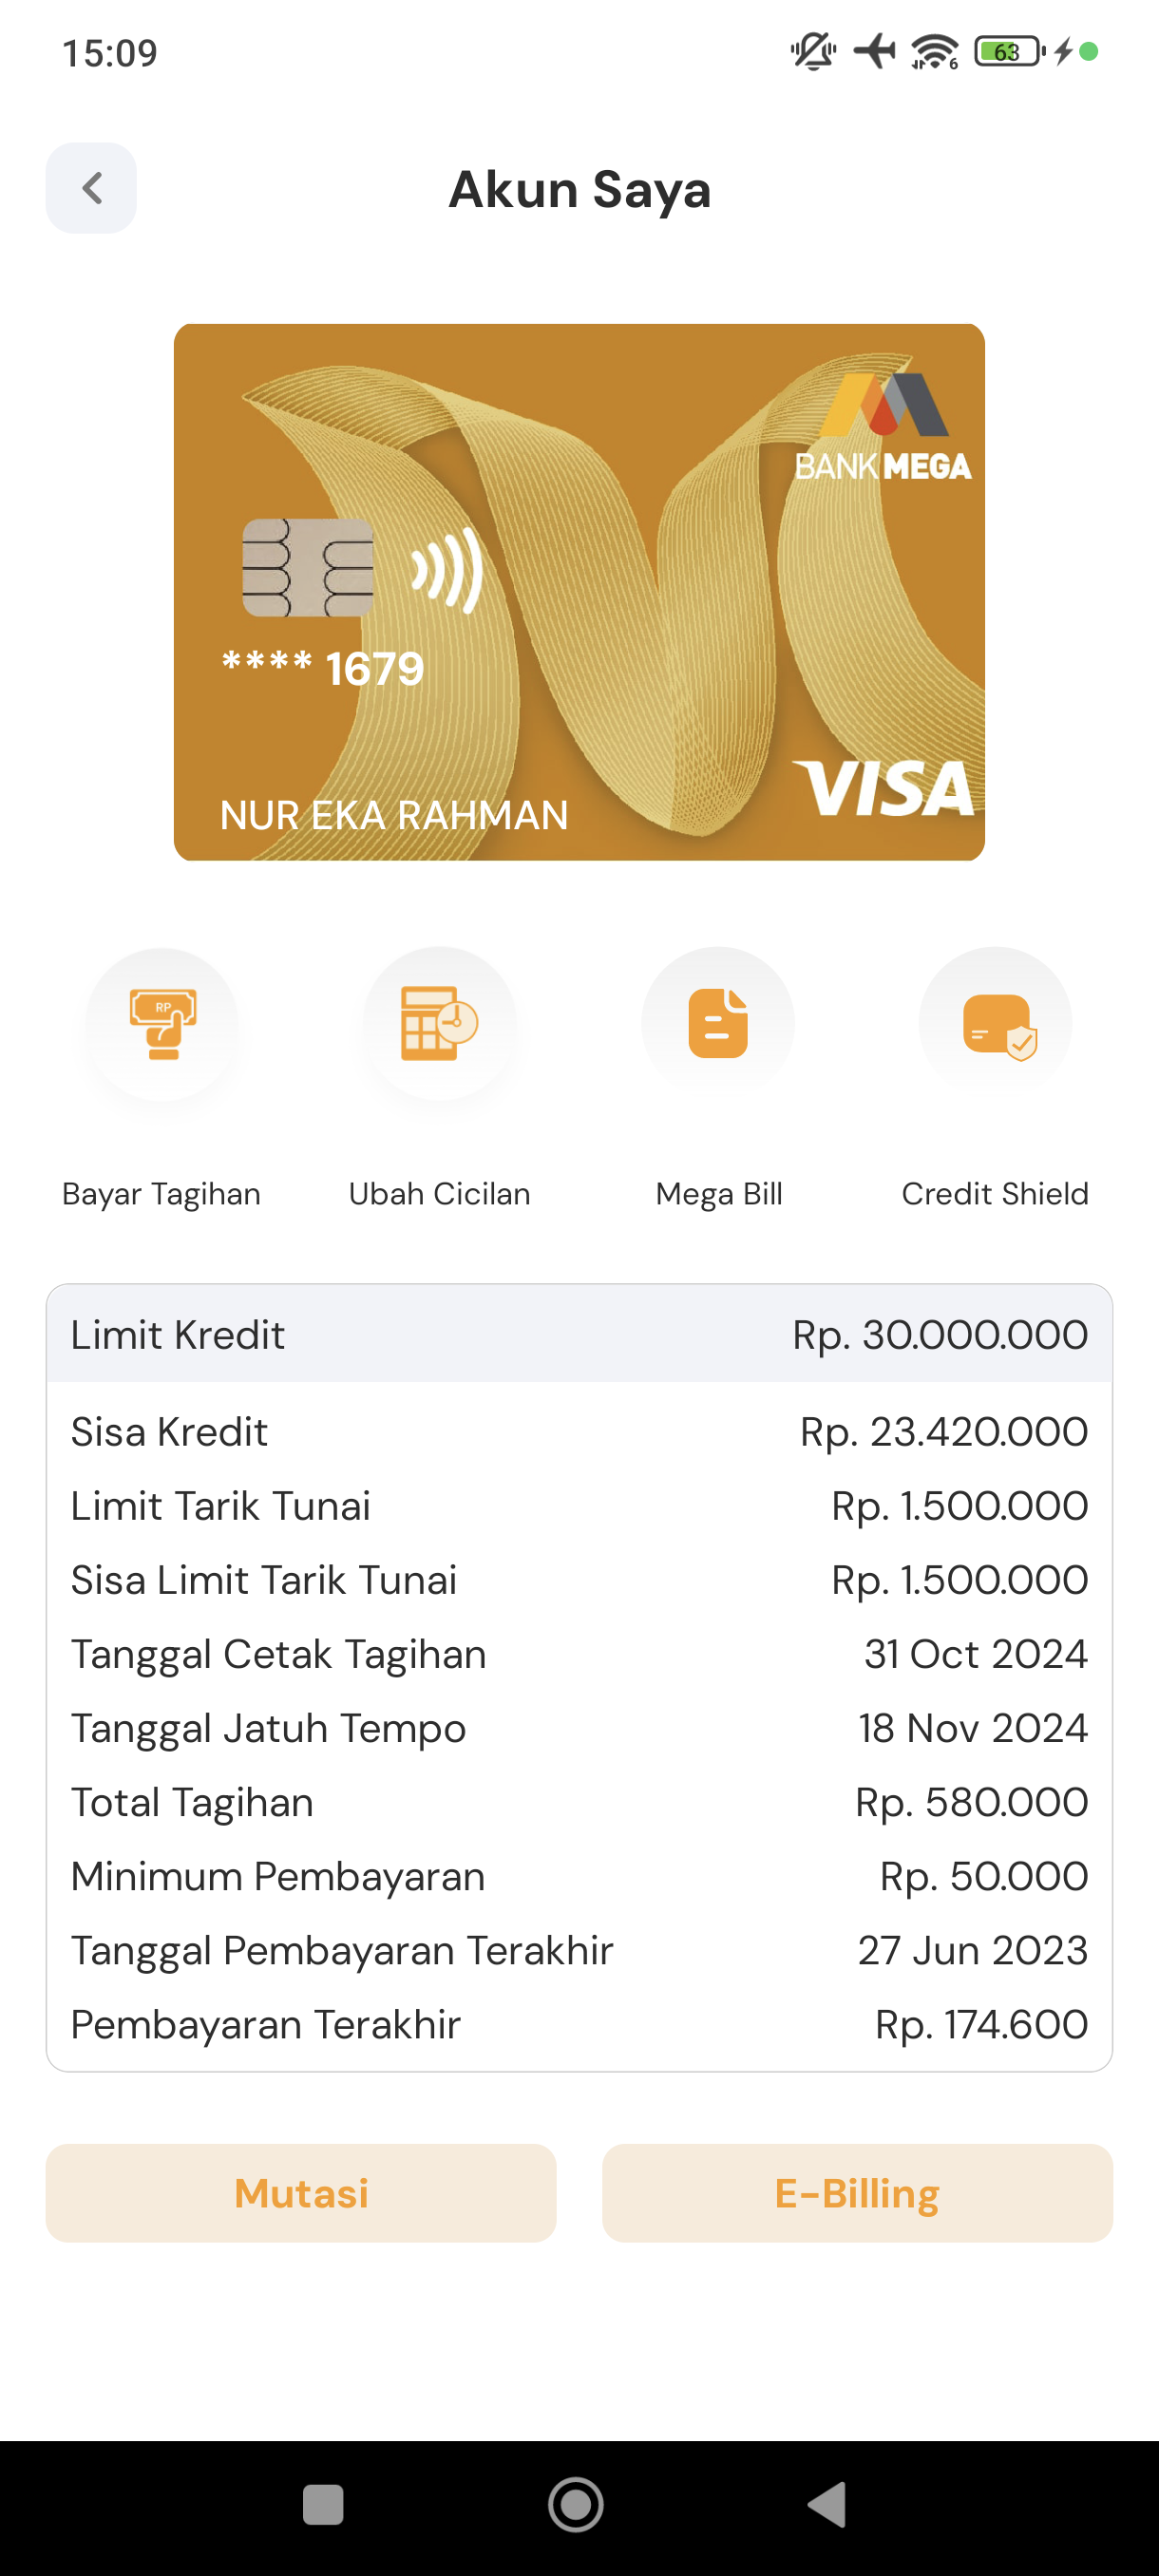 15:09
6
63
Akun Saya
BANK MEGA
**** 1679
VISA
NUR EKA RAHMAN
RP
Bayar Tagihan
Ubah Cicilan
Mega Bill
Credit Shield
Limit Kredit Rp. 30.000.000
Sisa Kredit Rp. 23.420.000
Limit Tarik Tunai Rp. 1.500.000
Sisa Limit Tarik Tunai Rp. 1.500.000
Tanggal Cetak Tagihan 31 Oct 2024
Tanggal Jatuh Tempo 18 Nov 2024
Total Tagihan Rp. 580.000
Minimum Pembayaran Rp. 50.000
Tanggal Pembayaran Terakhir 27 Jun 2023
Pembayaran Terakhir Rp. 174.600
Mutasi
E-Billing